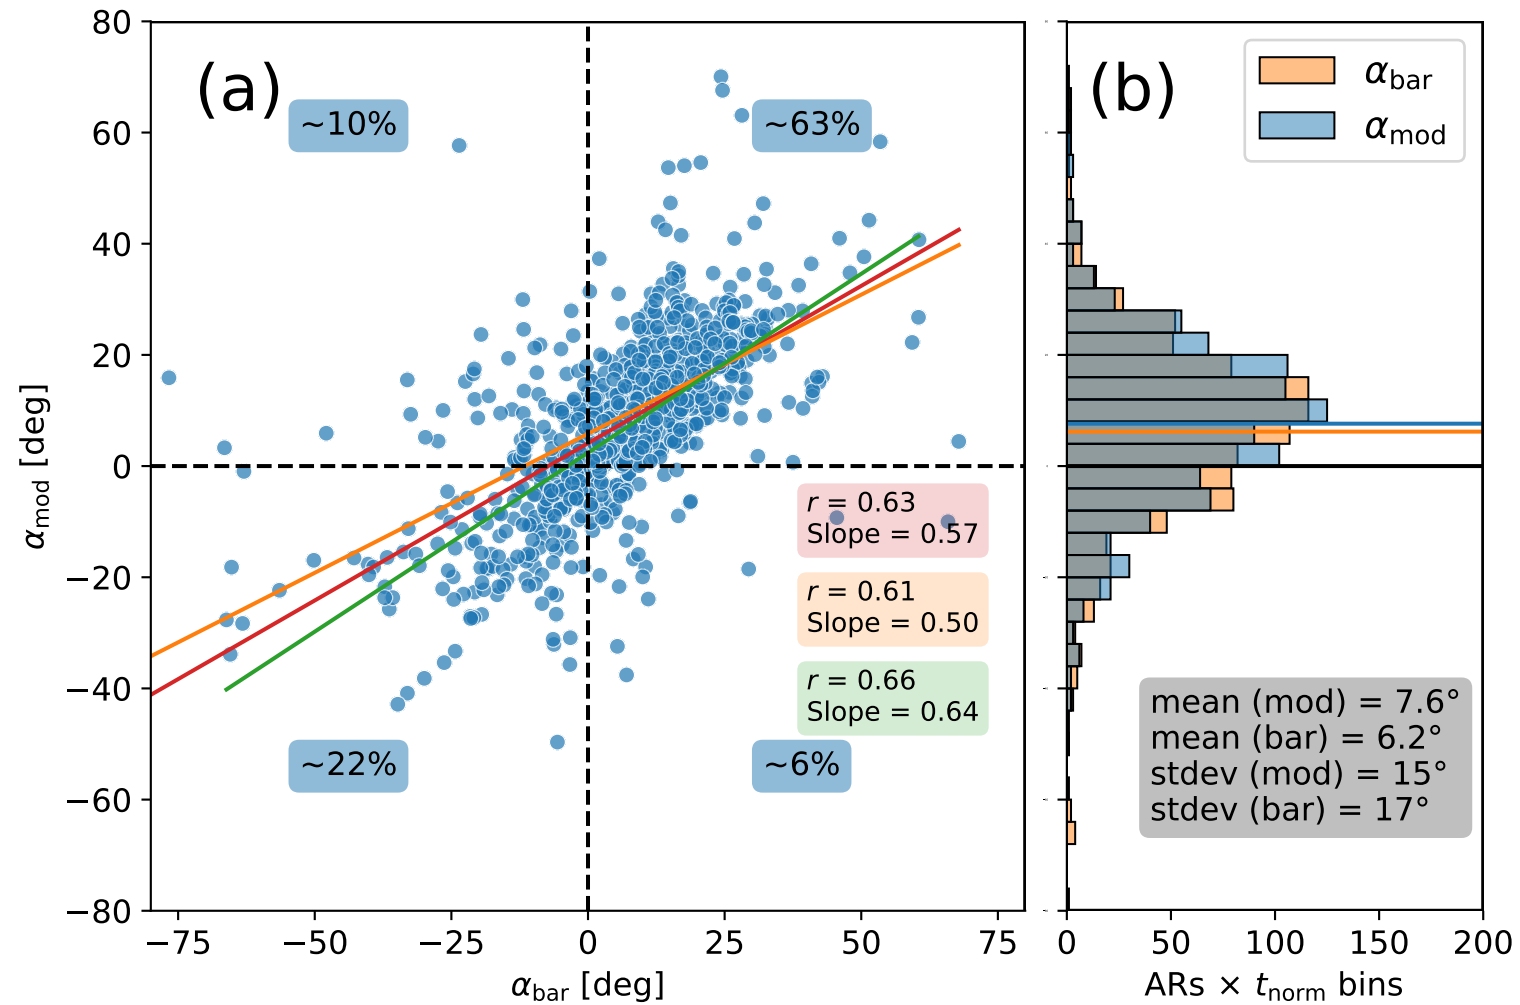 80
60
40
20
0
−20
−40
−60
−80
α_mod [deg]
(a)
~10%
~63%
~22%
~6%
r = 0.63
Slope = 0.57
r = 0.61
Slope = 0.50
r = 0.66
Slope = 0.64
−75
−50
−25
0
25
50
75
α_bar [deg]
(b)
α_bar
α_mod
mean (mod) = 7.6°
mean (bar) = 6.2°
stdev (mod) = 15°
stdev (bar) = 17°
0
50
100
150
200
ARs × t_norm bins